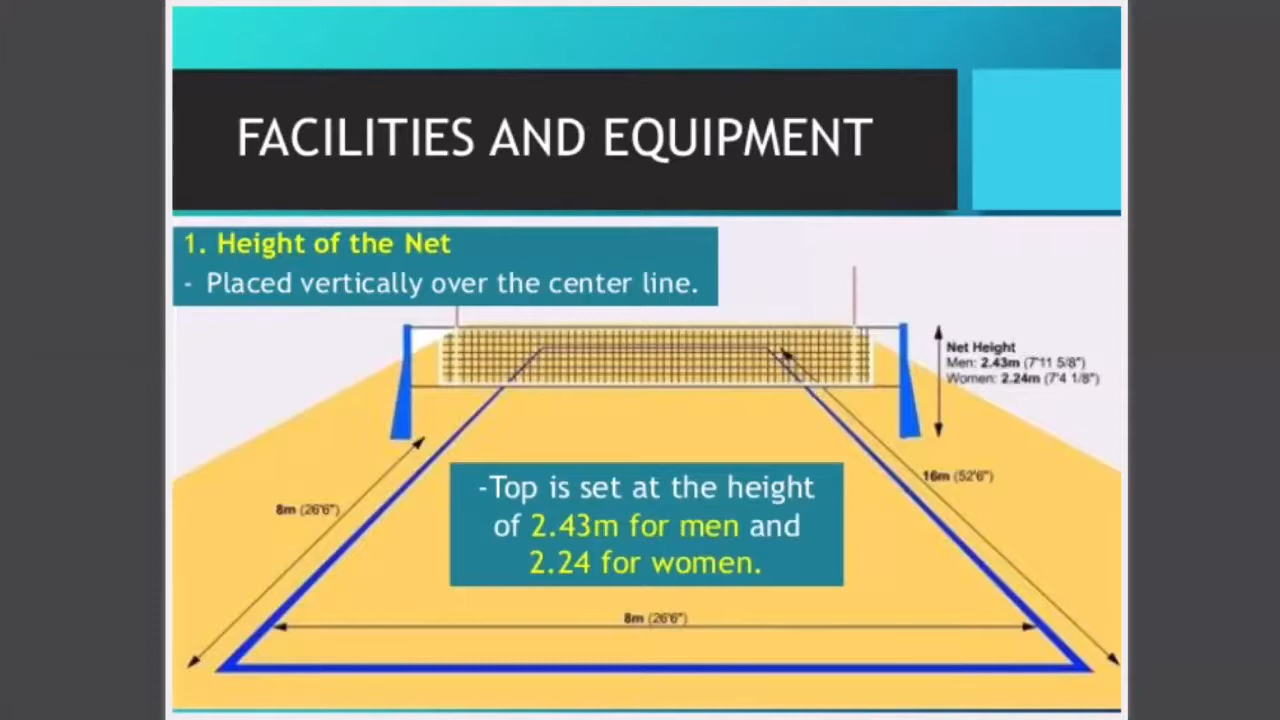 FACILITIES AND EQUIPMENT
1. Height of the Net
- Placed vertically over the center line.
Net Height
Men: 2.43m (7'11 5/8")
Women: 2.24m (7'4 1/8")
16m (52'6")
8m (26'6")
-Top is set at the height
of 2.43m for men and
2.24 for women.
8m (26'6")